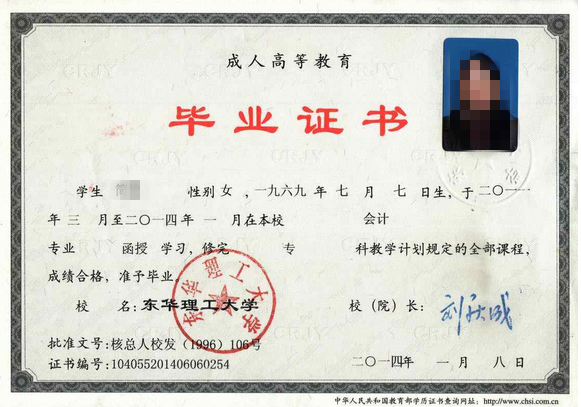 成人高等教育
毕业证书
学生 性别 女 ，一九六九年 七 月 七 日生，于 二〇一一
年 三 月至二〇一四年 一 月在本校 会计
专业 函授 学习，修完 专 科教学计划规定的全部课程，
成绩合格，准予毕业。
校 名：东华理工大学 校（院）长：
批准文号：核总人校发（1996）106号
证书编号：104055201406060254 二〇一四年 一 月 八 日
中华人民共和国教育部学历证书查询网址：http://www.chsi.com.cn
东华理工大学